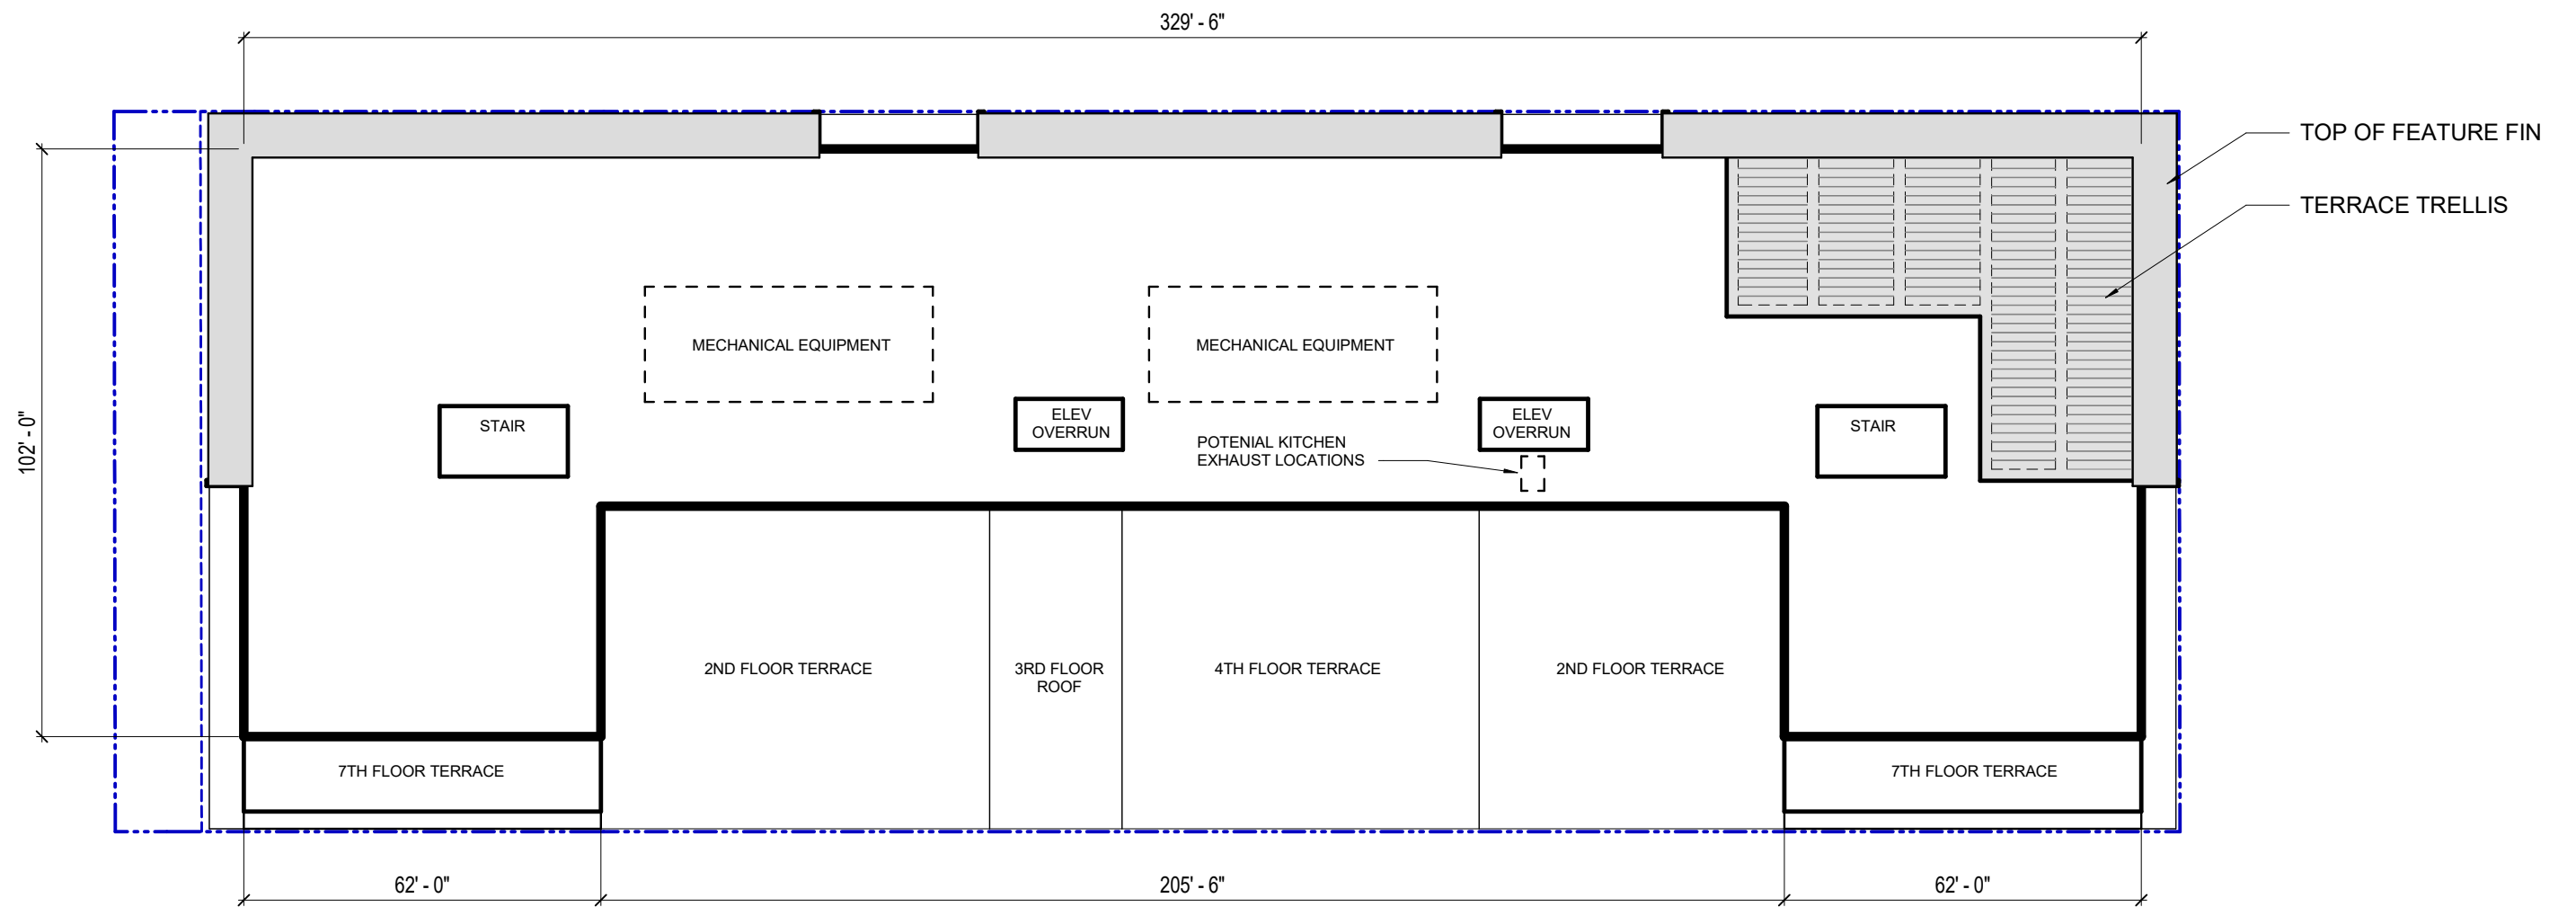 329' - 6"
TOP OF FEATURE FIN
TERRACE TRELLIS
MECHANICAL EQUIPMENT
MECHANICAL EQUIPMENT
102' - 0"
STAIR
ELEV
OVERRUN
POTENIAL KITCHEN
EXHAUST LOCATIONS
ELEV
OVERRUN
STAIR
2ND FLOOR TERRACE
3RD FLOOR
ROOF
4TH FLOOR TERRACE
2ND FLOOR TERRACE
7TH FLOOR TERRACE
7TH FLOOR TERRACE
62' - 0"
205' - 6"
62' - 0"